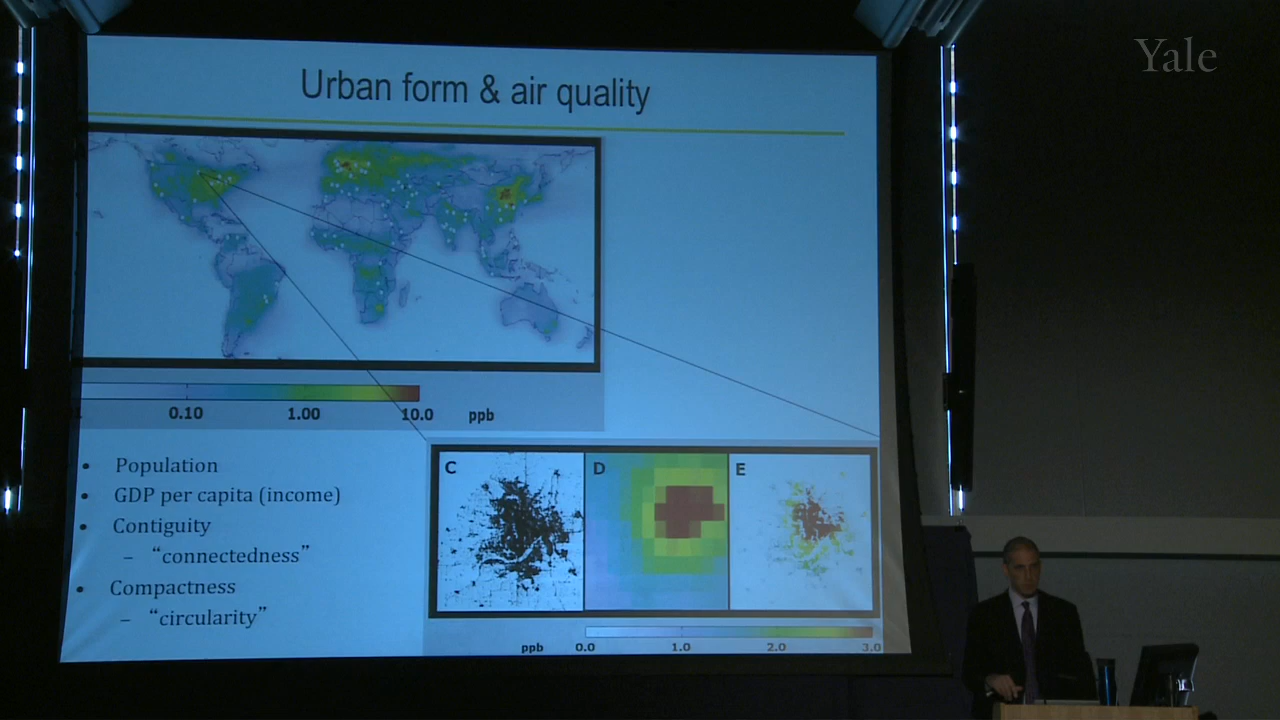 Yale
Urban form & air quality
0.10 1.00 10.0 ppb
• Population
• GDP per capita (income)
• Contiguity
– “connectedness”
• Compactness
– “circularity”
C D E
ppb 0.0 1.0 2.0 3.0